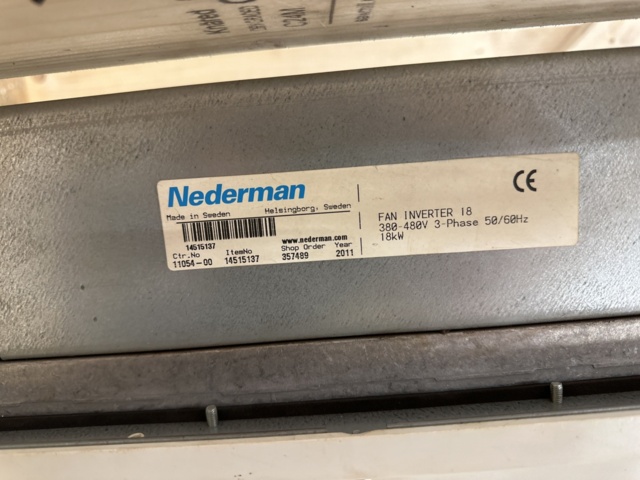 Nederman
Made in Sweden Helsingborg, Sweden
14515137
www.nederman.com
Ctr.No ItemNo Shop Order Year
11054-00 14515137 357489 2011
CE
FAN INVERTER 18
380-480V 3-Phase 50/60Hz
18kW